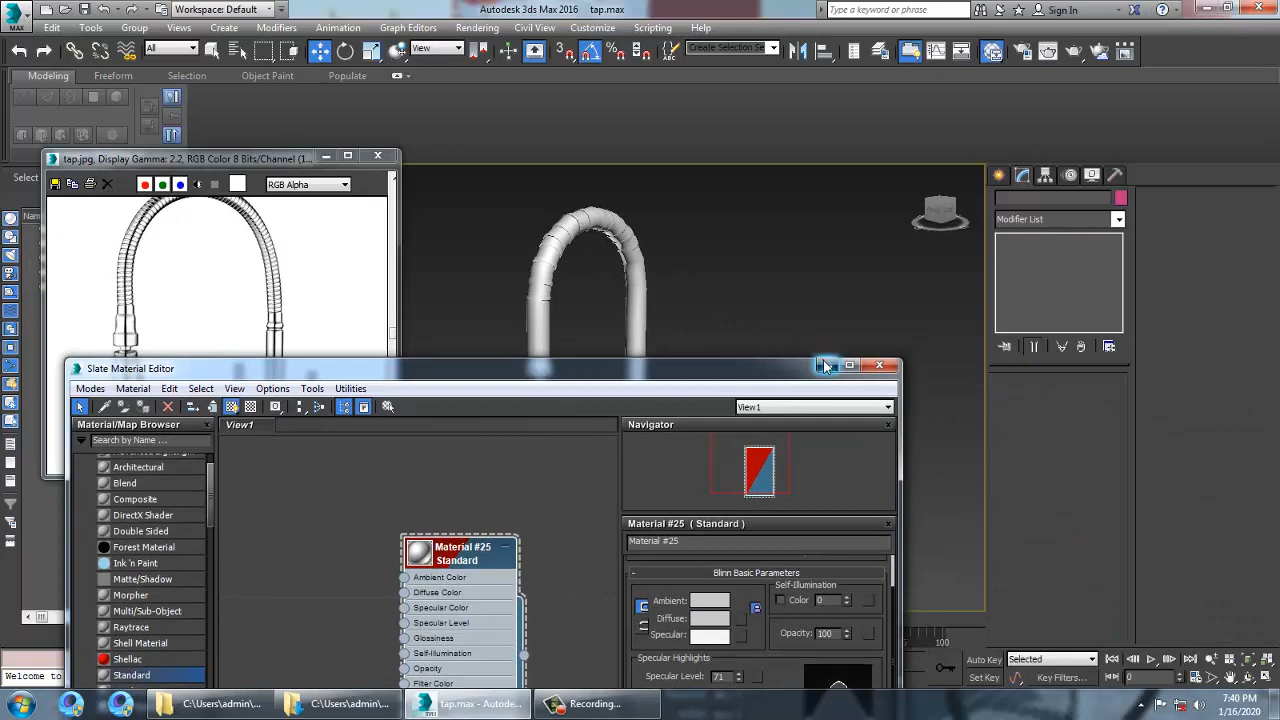 MAX
Workspace: Default
Autodesk 3ds Max 2016    tap.max
Type a keyword or phrase
Sign In
Edit Tools Group Views Create Modifiers Animation Graph Editors Rendering Civil View Customize Scripting Help
All
View
3
%
Create Selection Se
Modeling Freeform Selection Object Paint Populate
tap.jpg, Display Gamma: 2.2, RGB Color 8 Bits/Channel (1...
RGB Alpha
Select
Modifier List
Slate Material Editor
Modes Material Edit Select View Options Tools Utilities
View1
Material/Map Browser
View1
Navigator
Search by Name ...
Architectural
Blend
Composite
DirectX Shader
Double Sided
Forest Material
Ink 'n Paint
Matte/Shadow
Morpher
Multi/Sub-Object
Raytrace
Shell Material
Shellac
Standard
Material #25
Standard
Ambient Color
Diffuse Color
Specular Color
Specular Level
Glossiness
Self-Illumination
Opacity
Filter Color
Material #25 ( Standard )
Material #25
- Blinn Basic Parameters
Self-Illumination
Ambient:
Color 0
Diffuse:
Specular:
Opacity: 100
Specular Highlights
Specular Level: 71
100
Auto Key Selected
Set Key Key Filters... 0
Welcome to
C:\Users\admin\...
C:\Users\admin\...
tap.max - Autode...
Recording...
7:40 PM
1/16/2020